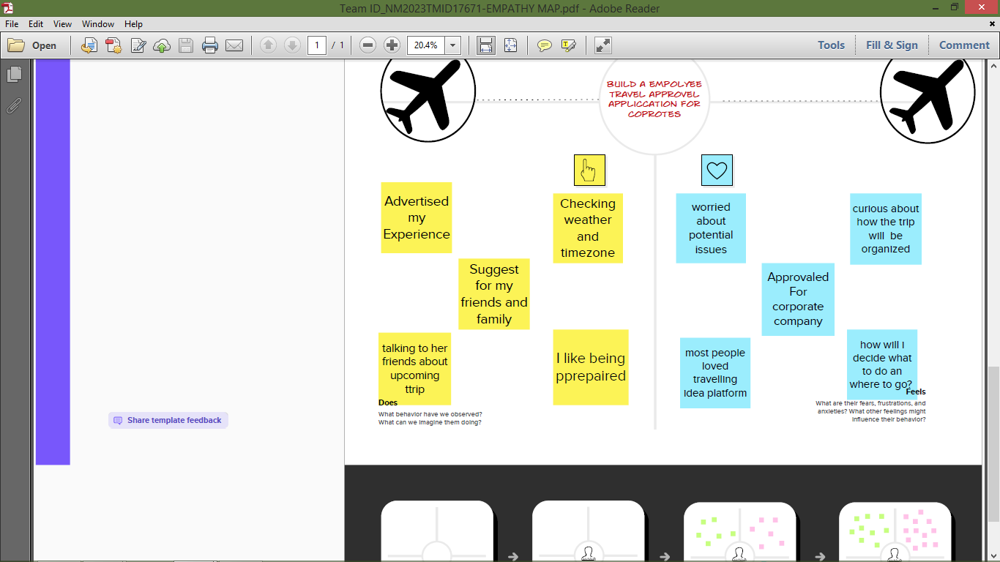 Team ID_NM2023TMID17671-EMPATHY MAP.pdf - Adobe Reader
File Edit View Window Help
Open 1 / 1 20.4% Tools Fill & Sign Comment
BUILD A EMPOLYEE
TRAVEL APPROVEL
APPLICCATION FOR
COPROTES
Advertised
my
Experience
Checking
weather
and
timezone
Suggest
for my
friends and
family
talking to her
friends about
upcoming
ttrip
I like being
pprepaired
Does
What behavior have we observed?
What can we imagine them doing?
worried
about
potential
issues
curious about
how the trip
will be
organized
Approvaled
For
corporate
company
most people
loved
travelling
idea platform
how will i
decide what
to do an
where to go?
Feels
What are their fears, frustrations, and
anxieties? What other feelings might
influence their behavior?
Share template feedback